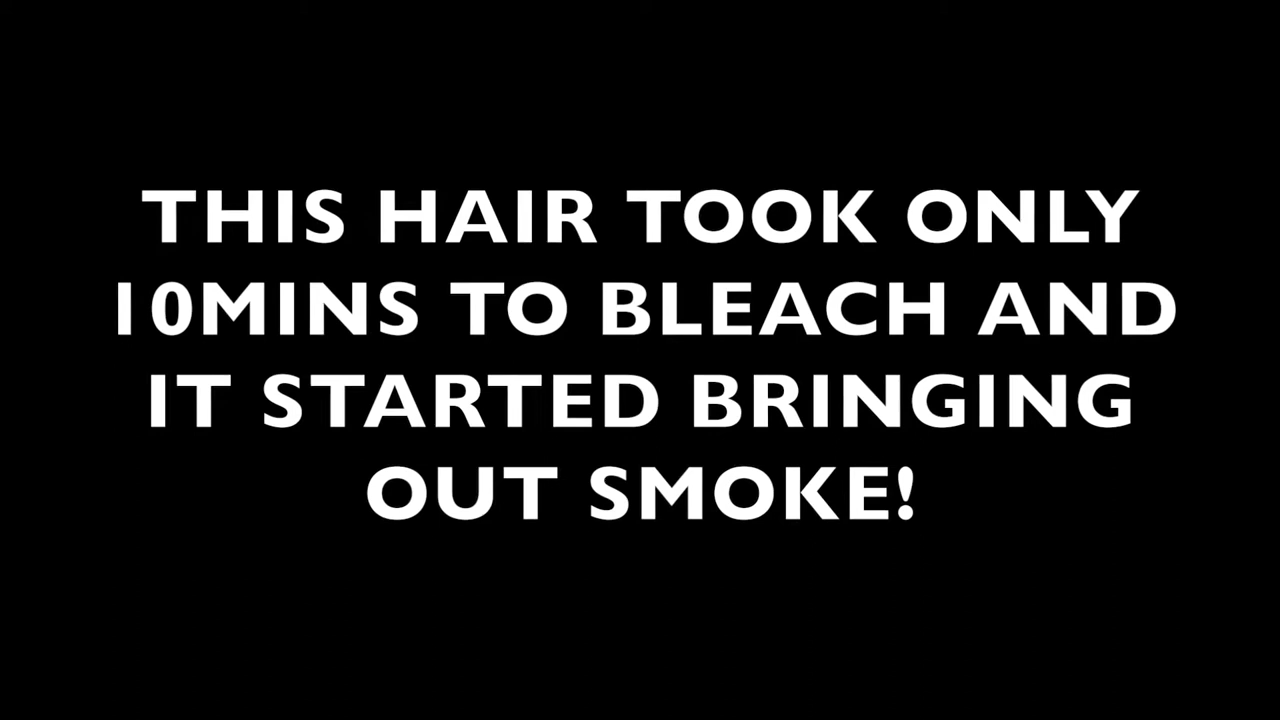 THIS HAIR TOOK ONLY
10MINS TO BLEACH AND
IT STARTED BRINGING
OUT SMOKE!